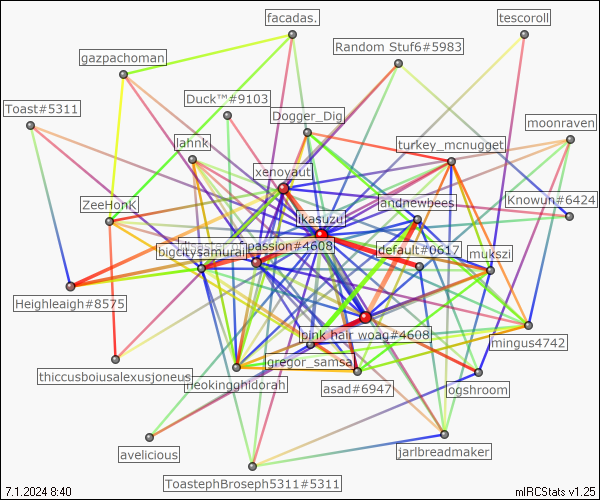 facadas.
tescoroll
Random Stuf6#5983
gazpachoman
Duck™#9103
Toast#5311
Dogger_Dig
moonraven
lahnk
turkey_mcnugget
xenoyaut
Knowun#6424
andnewbees
ZeeHonK
ikasuzu
passion#4608
bigcitysamurai
default#0617
mukszi
Heighleaigh#8575
pink hair woag#4608
mingus4742
gregor_samsa
thiccusboiusalexusjoneus
neokingghidorah
asad#6947
ogshroom
avelicious
jarlbreadmaker
ToastephBroseph5311#5311
7.1.2024 8:40
mIRCStats v1.25